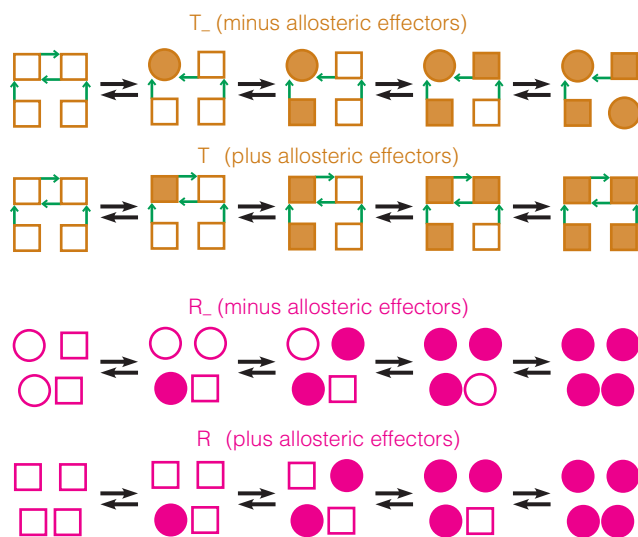 T_ (minus allosteric effectors)
T (plus allosteric effectors)
R_ (minus allosteric effectors)
R (plus allosteric effectors)